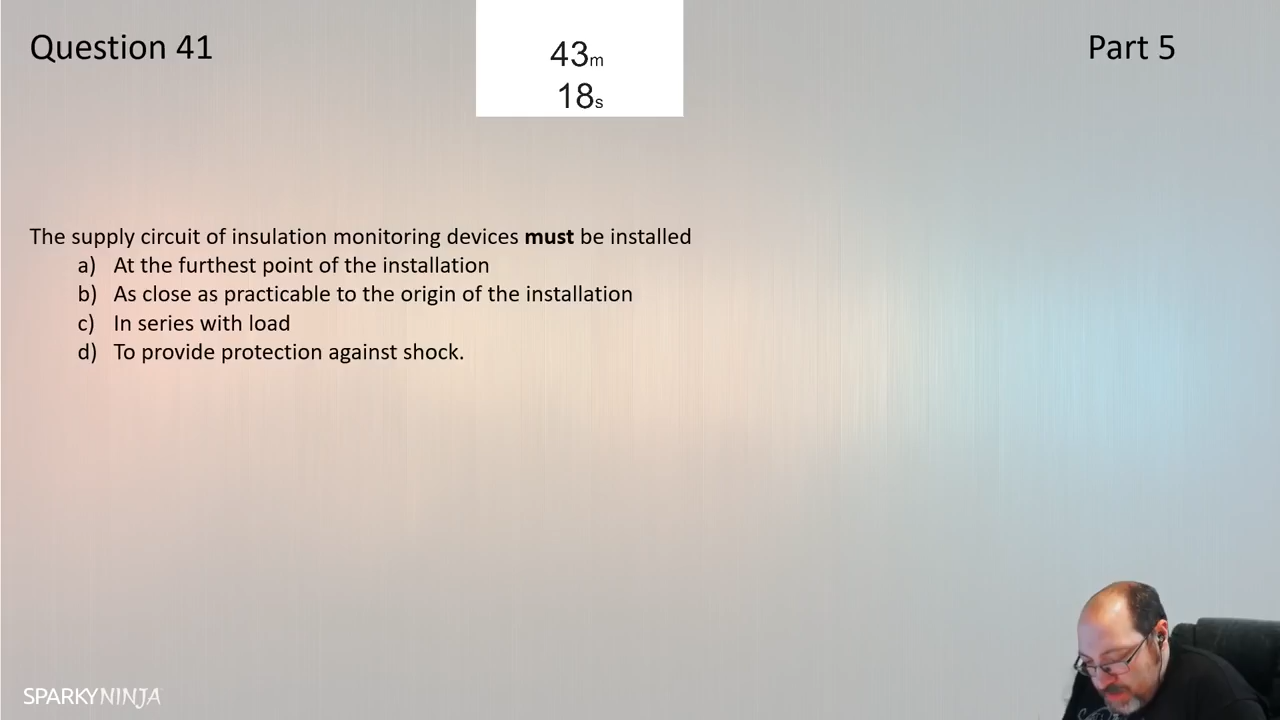 Question 41
43m
18s
Part 5
The supply circuit of insulation monitoring devices must be installed
a) At the furthest point of the installation
b) As close as practicable to the origin of the installation
c) In series with load
d) To provide protection against shock.
SPARKYNINJA